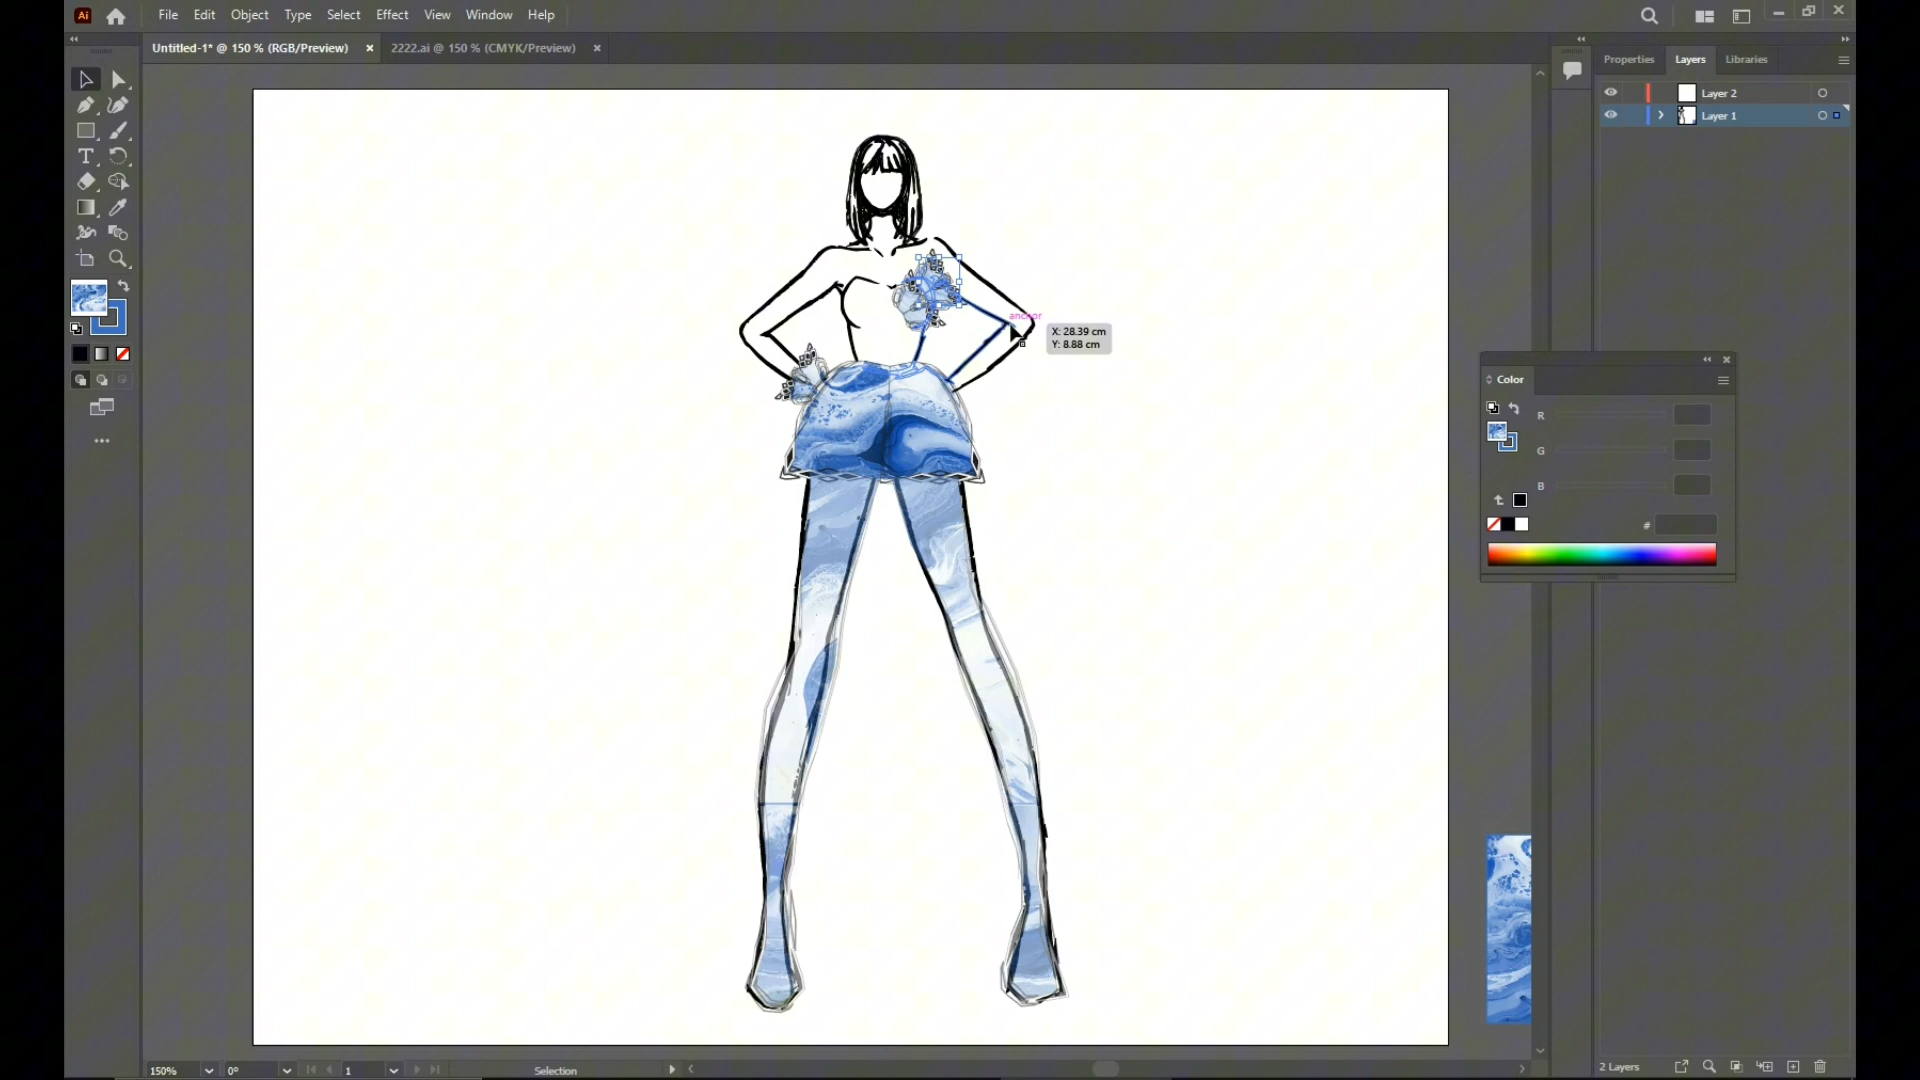 Ai File Edit Object Type Select Effect View Window Help
Untitled-1* @ 150 % (RGB/Preview) 2222.ai @ 150 % (CMYK/Preview)
Properties Layers Libraries
Layer 2
Layer 1
T
anchor
X: 28.39 cm
Y: 8.88 cm
Color
R
G
B
#
150% 0° 1 Selection
2 Layers